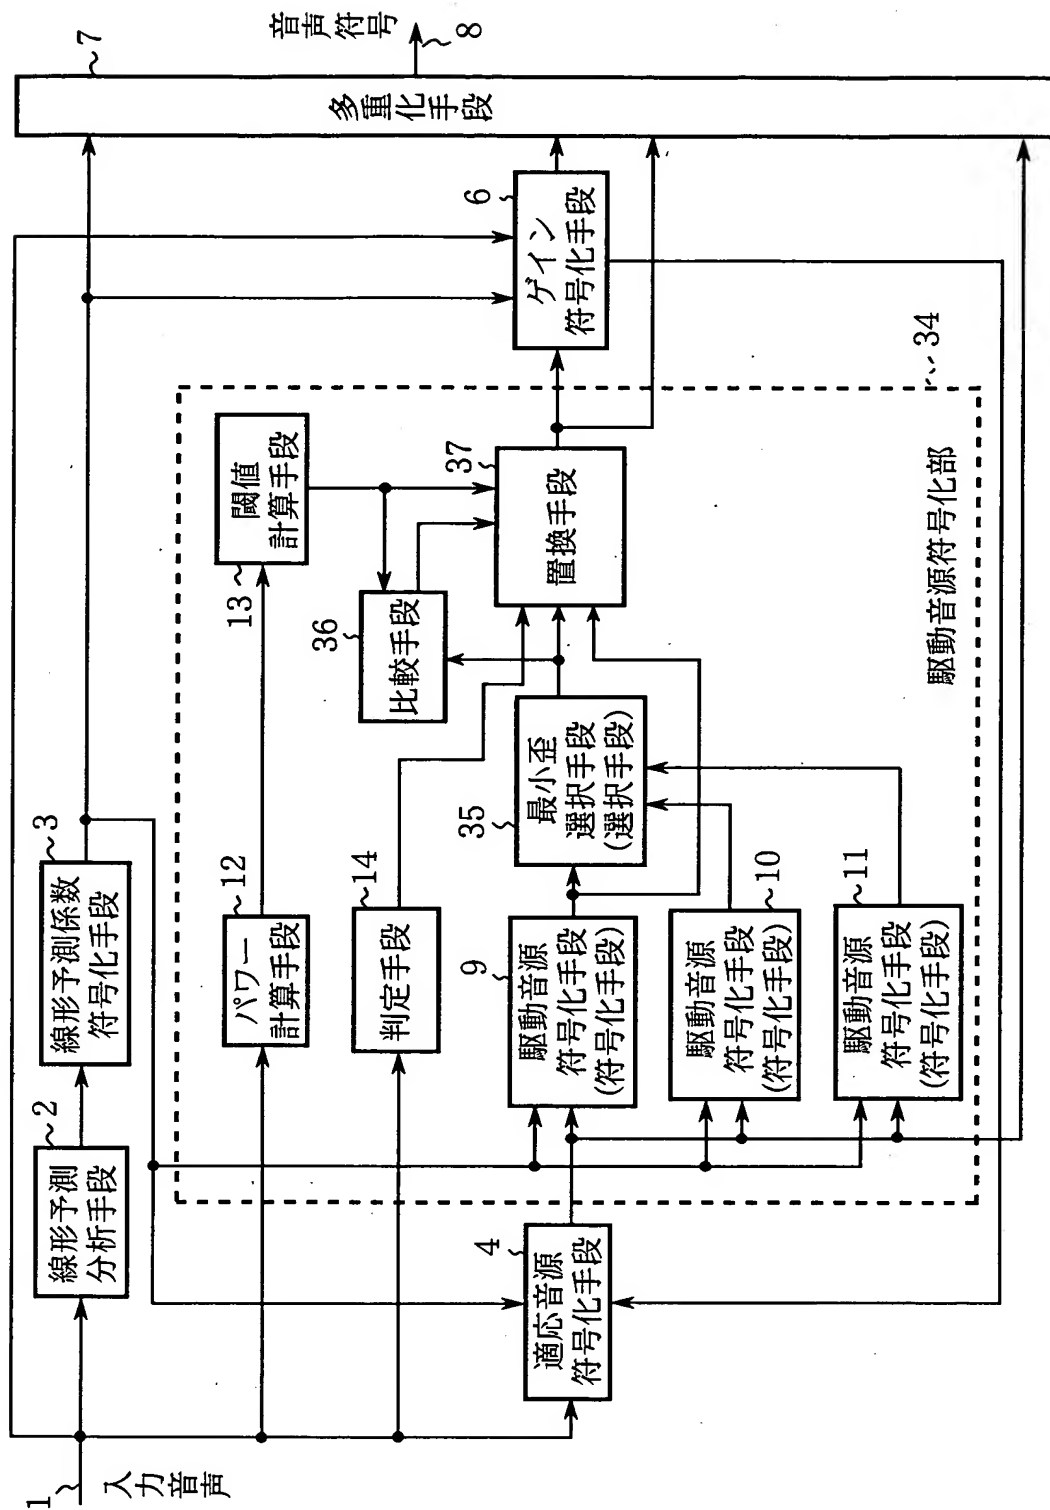 1
入力音声
2
線形予測
分析手段
3
線形予測係数
符号化手段
7
多重化手段
音声符号
8
12
パワー
計算手段
13
閾値
計算手段
14
判定手段
36
比較手段
37
置換手段
6
ゲイン
符号化手段
4
適応音源
符号化手段
9
駆動音源
符号化手段
(符号化手段)
35
最小歪
選択手段
(選択手段)
10
駆動音源
符号化手段
(符号化手段)
11
駆動音源
符号化手段
(符号化手段)
駆動音源符号化部
34